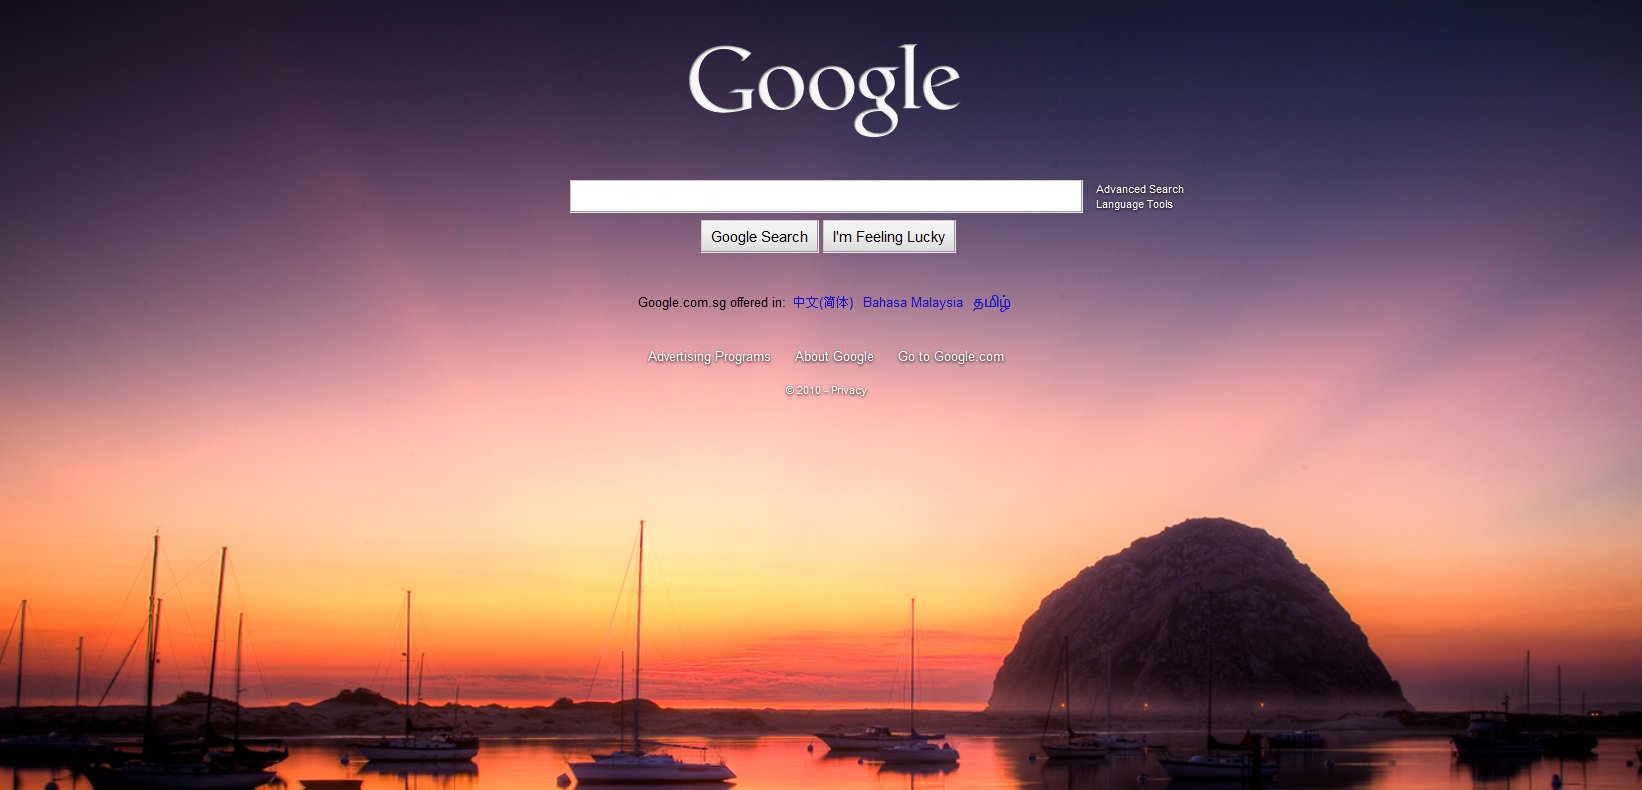 Google
Advanced Search
Language Tools
Google Search I'm Feeling Lucky
Google.com.sg offered in: 中文(简体) Bahasa Malaysia தமிழ்
Advertising Programs About Google Go to Google.com
© 2010 - Privacy